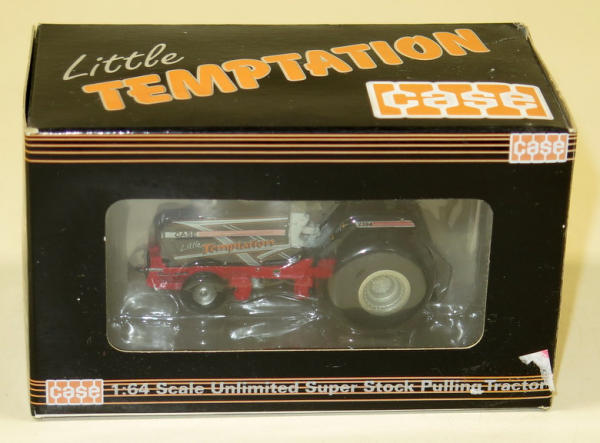 Little
TEMPTATION
case
case
CASE
Little Temptation
case
1:64 Scale Unlimited Super Stock Pulling Tractor